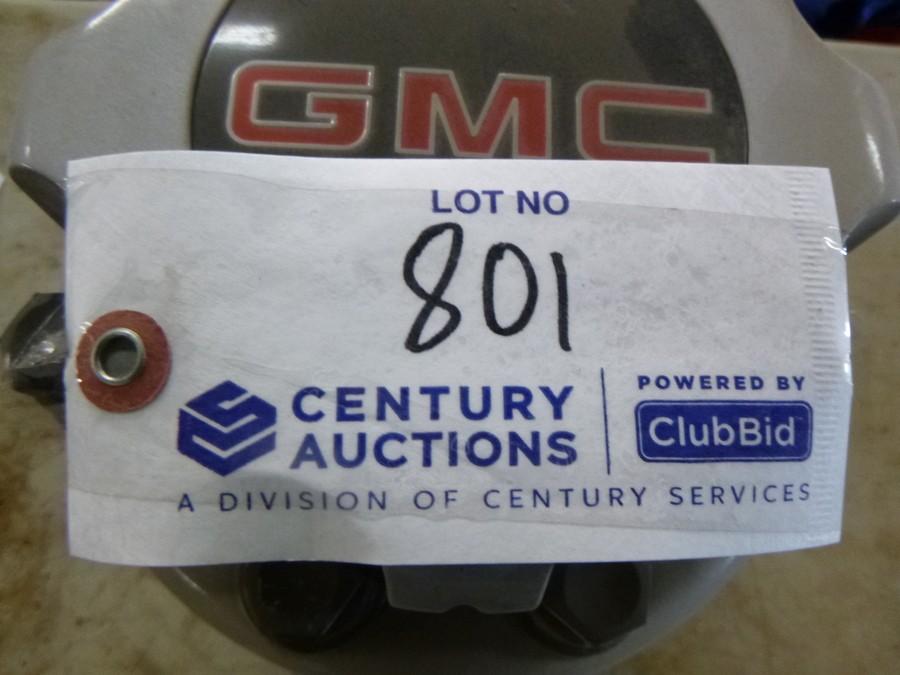 GMC
LOT NO
801
CENTURY
AUCTIONS
POWERED BY
ClubBid
A DIVISION OF CENTURY SERVICES